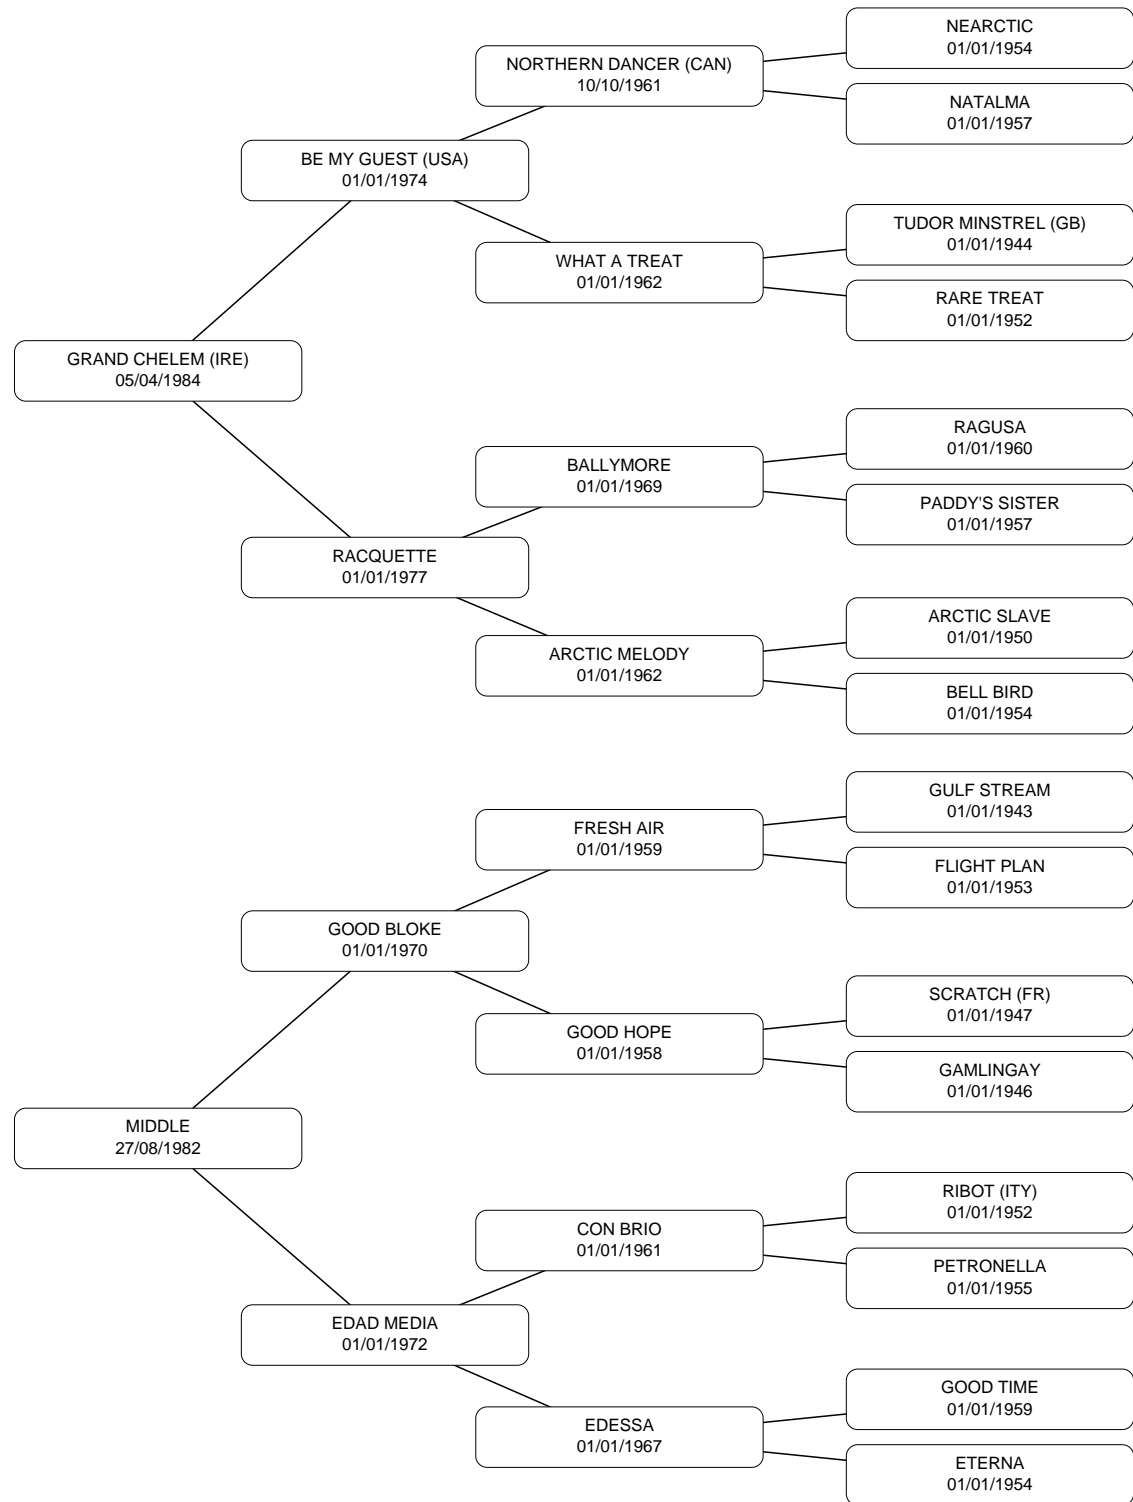 NEARCTIC
01/01/1954
NORTHERN DANCER (CAN)
10/10/1961
NATALMA
01/01/1957
BE MY GUEST (USA)
01/01/1974
TUDOR MINSTREL (GB)
01/01/1944
WHAT A TREAT
01/01/1962
RARE TREAT
01/01/1952
GRAND CHELEM (IRE)
05/04/1984
RAGUSA
01/01/1960
BALLYMORE
01/01/1969
PADDY'S SISTER
01/01/1957
RACQUETTE
01/01/1977
ARCTIC SLAVE
01/01/1950
ARCTIC MELODY
01/01/1962
BELL BIRD
01/01/1954
GULF STREAM
01/01/1943
FRESH AIR
01/01/1959
FLIGHT PLAN
01/01/1953
GOOD BLOKE
01/01/1970
SCRATCH (FR)
01/01/1947
GOOD HOPE
01/01/1958
GAMLINGAY
01/01/1946
MIDDLE
27/08/1982
RIBOT (ITY)
01/01/1952
CON BRIO
01/01/1961
PETRONELLA
01/01/1955
EDAD MEDIA
01/01/1972
GOOD TIME
01/01/1959
EDESSA
01/01/1967
ETERNA
01/01/1954